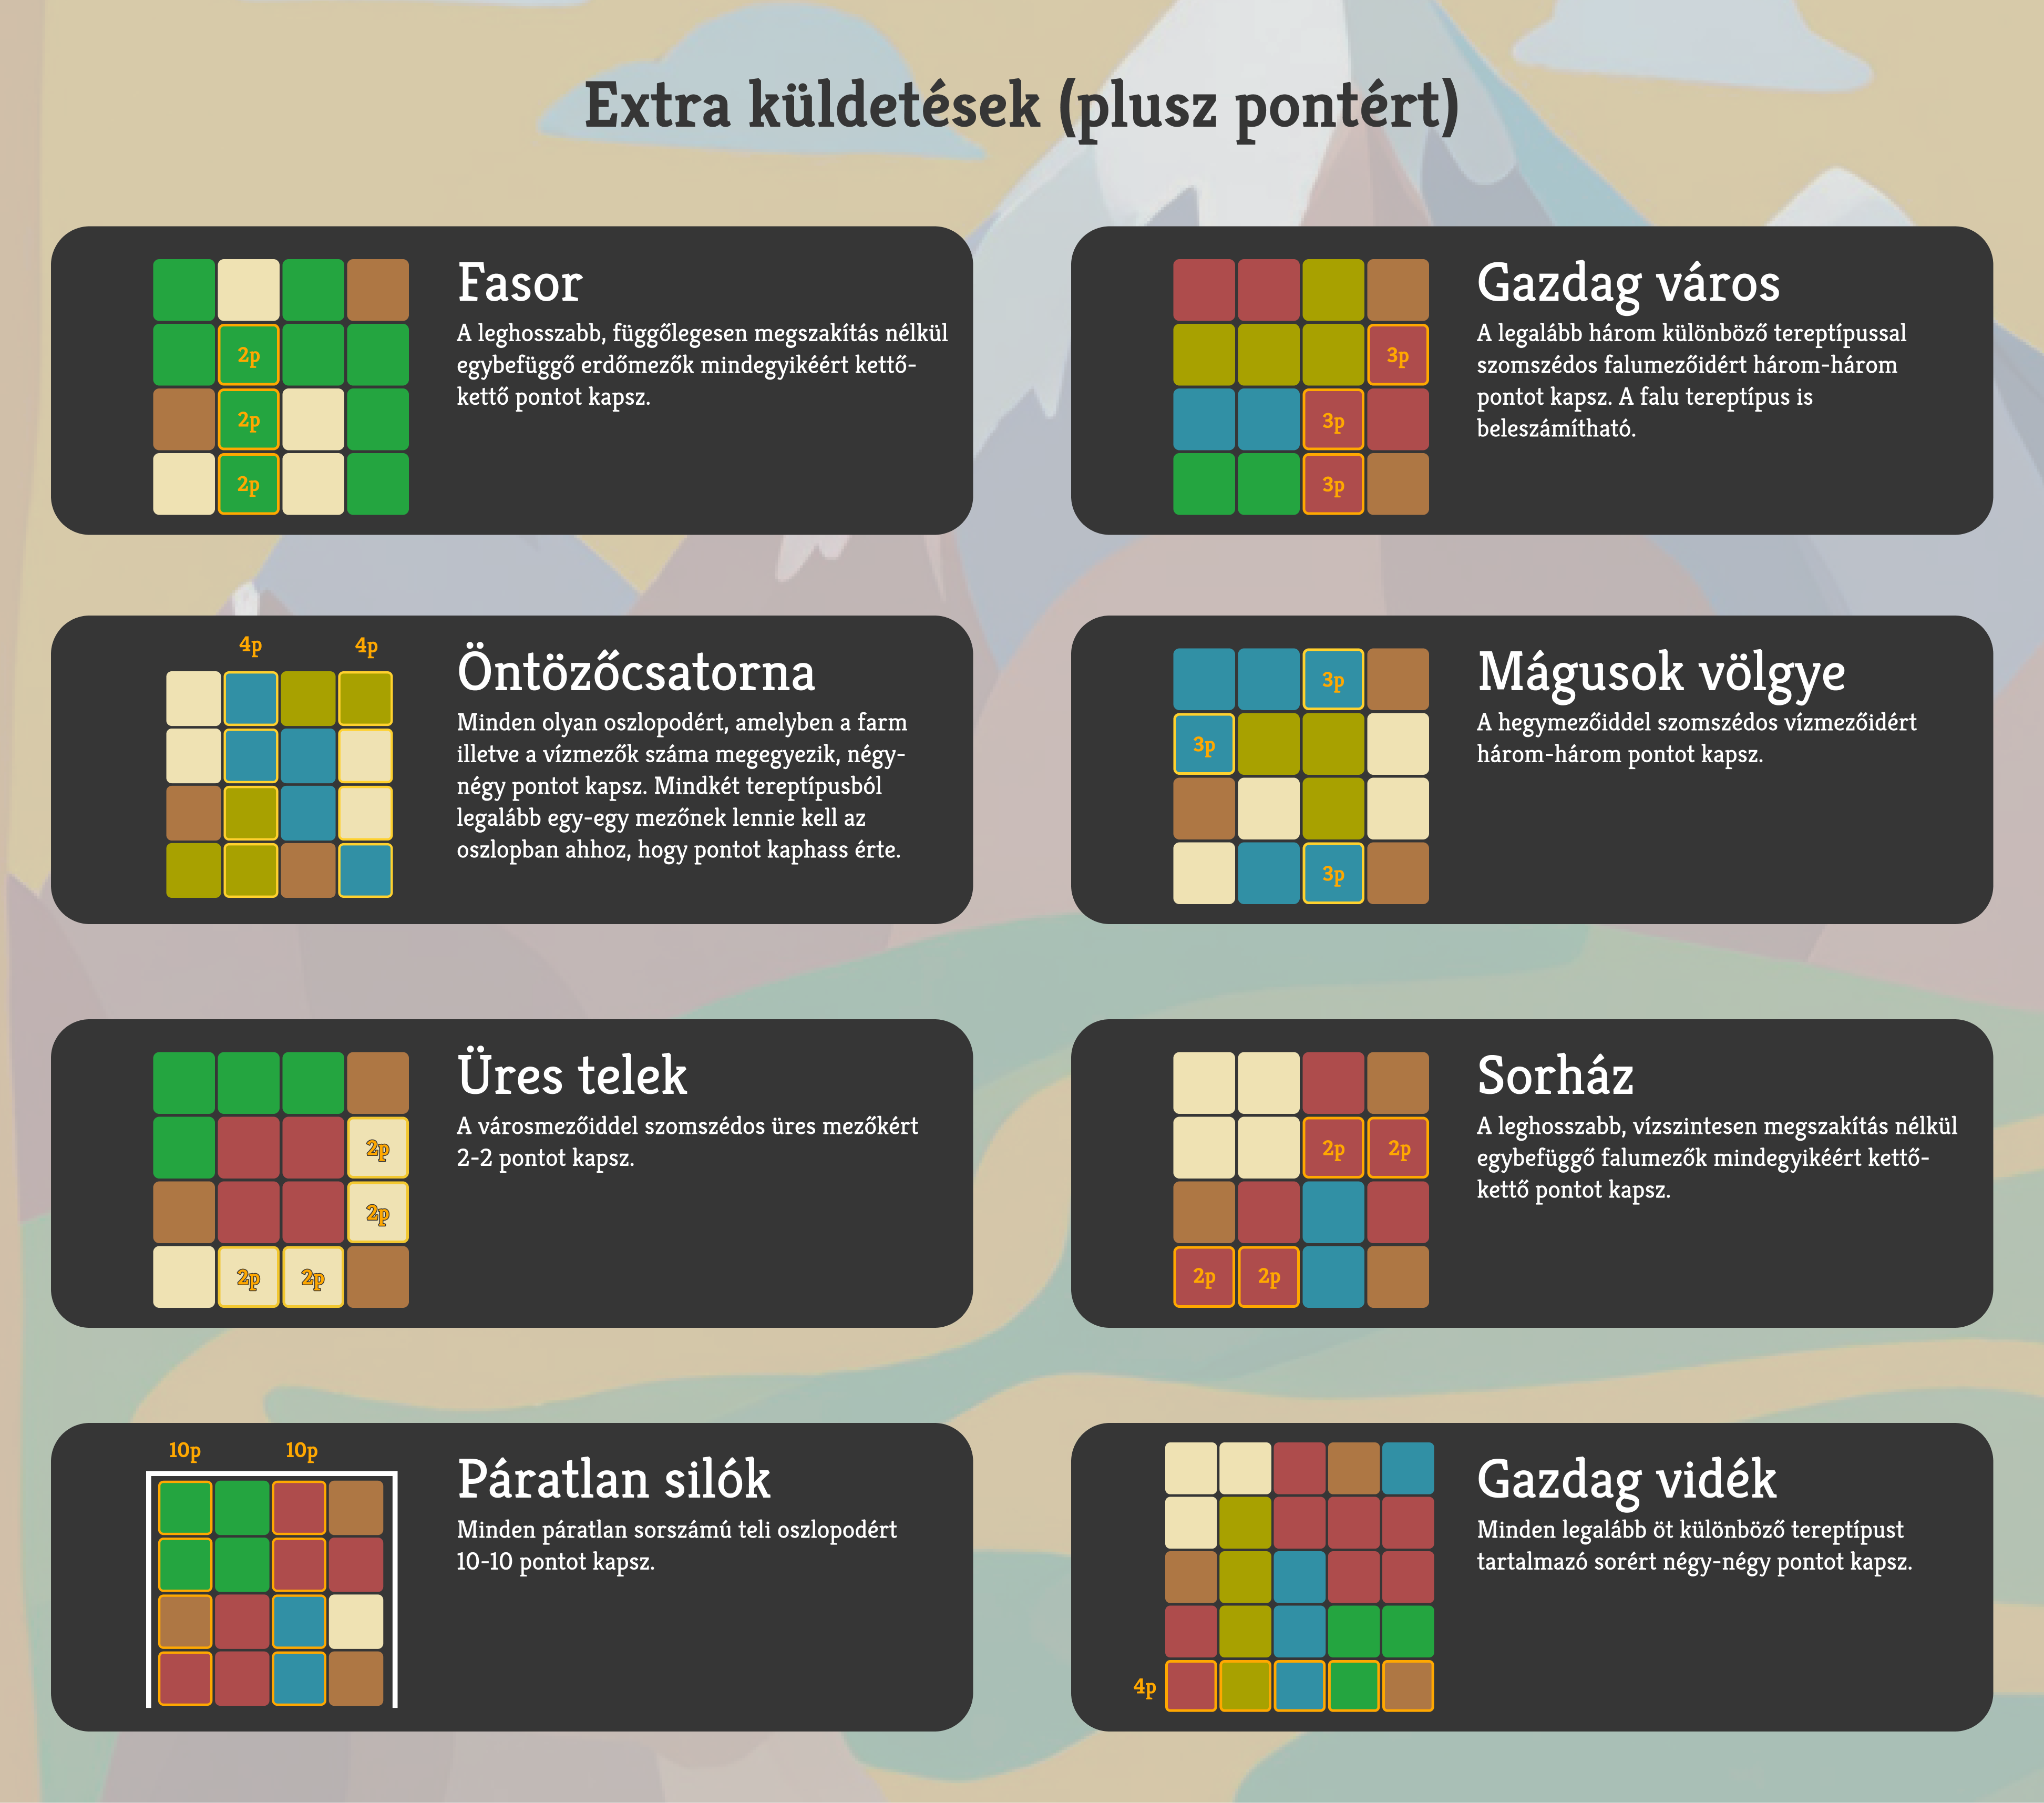 Extra küldetések (plusz pontért)
Fasor
A leghosszabb, függőlegesen megszakítás nélkül
egybefüggő erdőmezők mindegyikéért kettő-
kettő pontot kapsz.
2p
2p
2p
Gazdag város
A legalább három különböző tereptípussal
szomszédos falumezőidért három-három
pontot kapsz. A falu tereptípus is
beleszámítható.
3p
3p
3p
4p 4p
Öntözőcsatorna
Minden olyan oszlopodért, amelyben a farm
illetve a vízmezők száma megegyezik, négy-
négy pontot kapsz. Mindkét tereptípusból
legalább egy-egy mezőnek lennie kell az
oszlopban ahhoz, hogy pontot kaphass érte.
Mágusok völgye
A hegymezőiddel szomszédos vízmezőidért
három-három pontot kapsz.
3p
3p
3p
Üres telek
A városmezőiddel szomszédos üres mezőkért
2-2 pontot kapsz.
2p
2p
2p 2p
Sorház
A leghosszabb, vízszintesen megszakítás nélkül
egybefüggő falumezők mindegyikéért kettő-
kettő pontot kapsz.
2p 2p
2p 2p
10p 10p
Páratlan silók
Minden páratlan sorszámú teli oszlopodért
10-10 pontot kapsz.
Gazdag vidék
Minden legalább öt különböző tereptípust
tartalmazó sorért négy-négy pontot kapsz.
4p